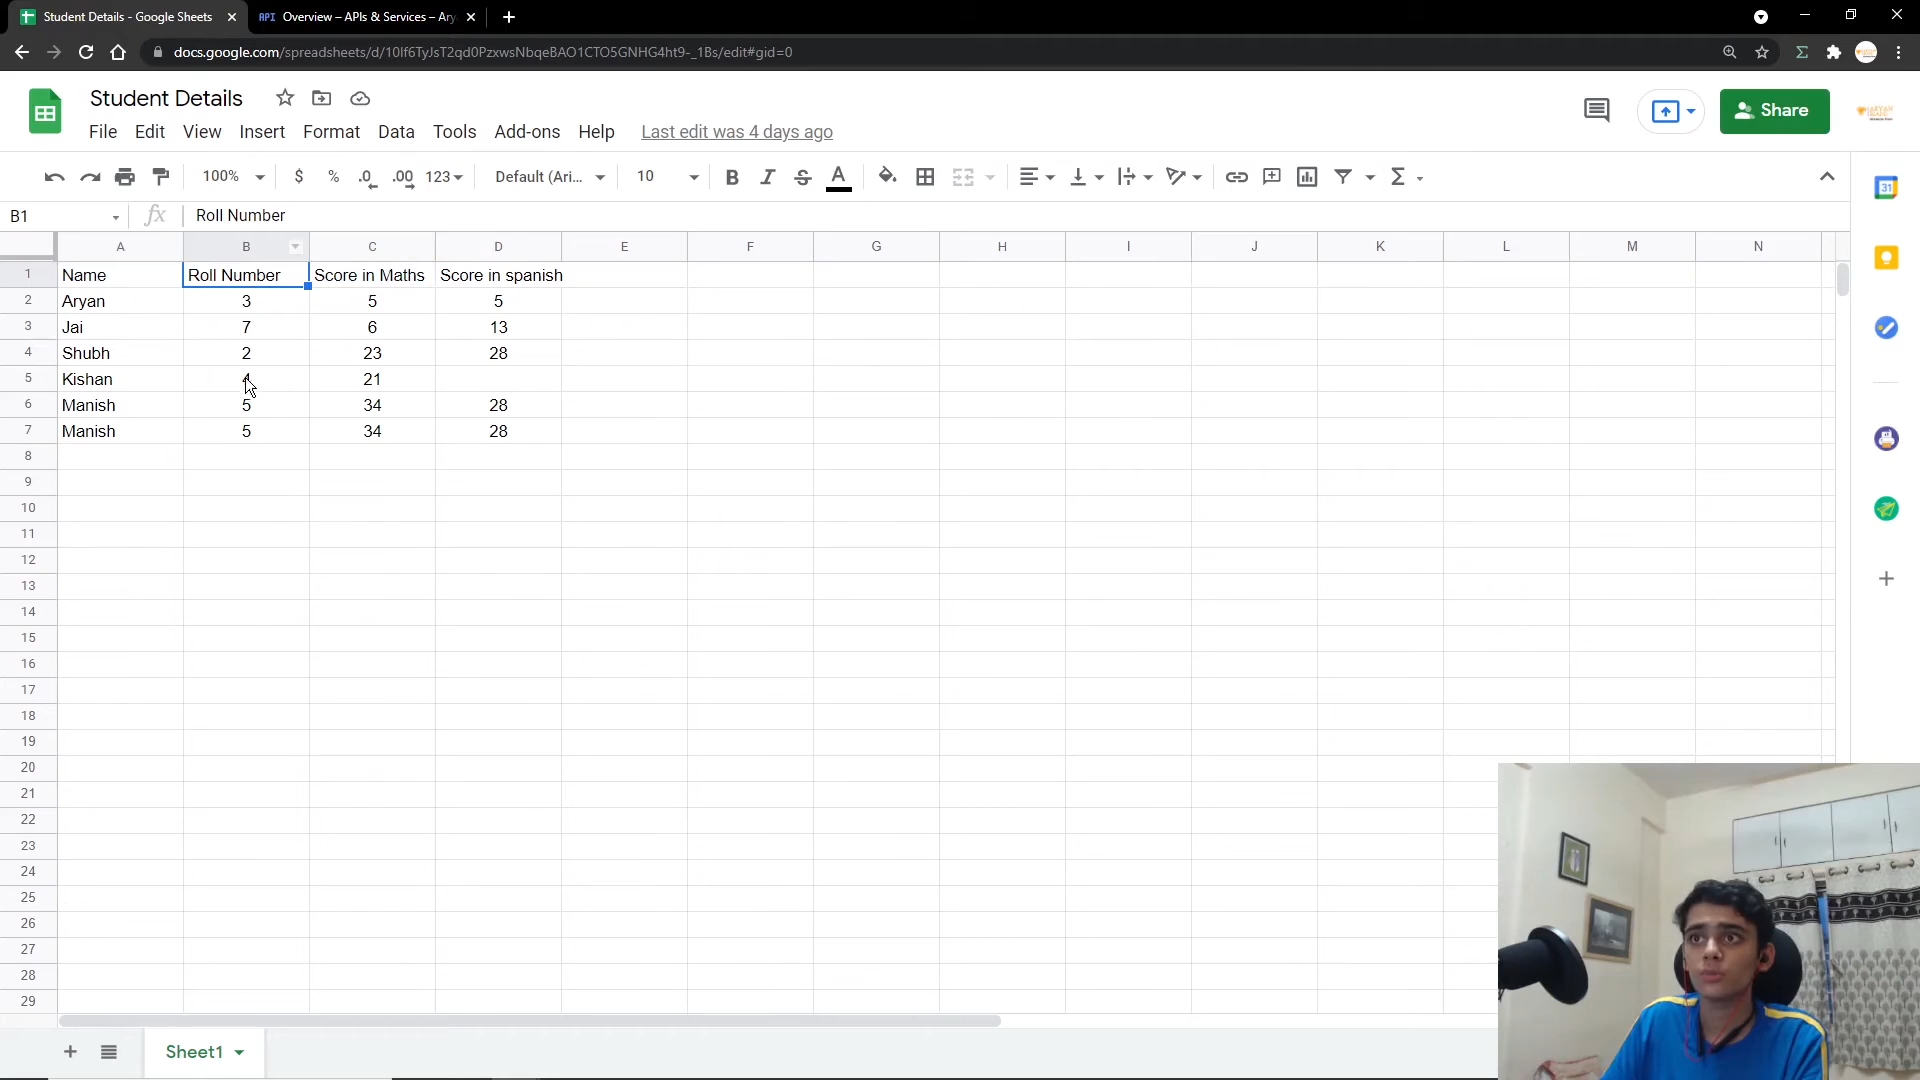 Student Details - Google Sheets
API Overview – APIs & Services – Ary
docs.google.com/spreadsheets/d/10lf6TyJsT2qd0PzxwsNbqeBAO1CTO5GNHG4ht9-_1Bs/edit#gid=0
Student Details
File Edit View Insert Format Data Tools Add-ons Help Last edit was 4 days ago
Share
100% $ % .0 .00 123 Default (Ari... 10 B I S A Σ
B1 fx Roll Number
A B C D E F G H I J K L M N
1 Name Roll Number Score in Maths Score in spanish
2 Aryan 3 5 5
3 Jai 7 6 13
4 Shubh 2 23 28
5 Kishan 4 21
6 Manish 5 34 28
7 Manish 5 34 28
8
9
10
11
12
13
14
15
16
17
18
19
20
21
22
23
24
25
26
27
28
29
31
Sheet1